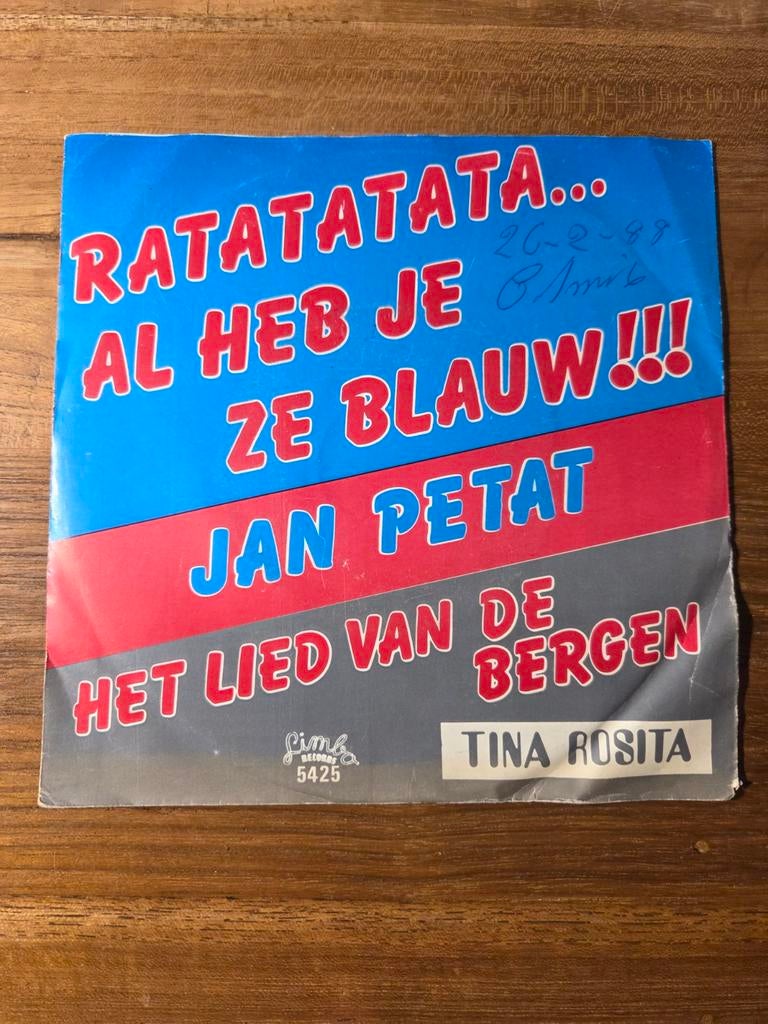 RATATATATA...
26-2-88
AL HEB JE
ZE BLAUW!!!
JAN PETAT
HET LIED VAN DE
BERGEN
Limbo
RECORDS
5425
TINA ROSITA